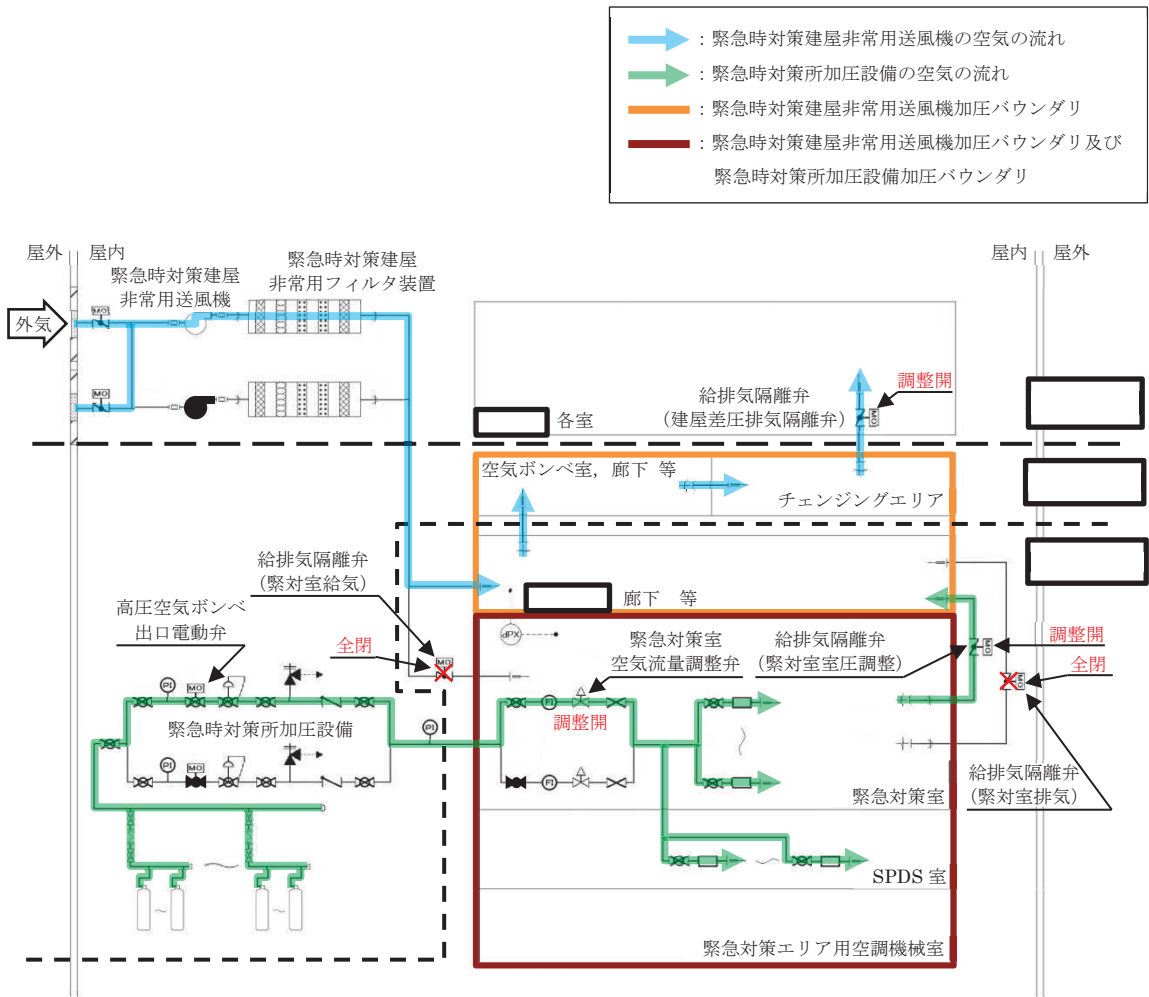 ：緊急時対策建屋非常用送風機の空気の流れ
：緊急時対策所加圧設備の空気の流れ
：緊急時対策建屋非常用送風機加圧バウンダリ
：緊急時対策建屋非常用送風機加圧バウンダリ及び
緊急時対策所加圧設備加圧バウンダリ
屋外
屋内
緊急時対策建屋
非常用送風機
緊急時対策建屋
非常用フィルタ装置
屋内
屋外
外気
MO
MO
給排気隔離弁
（建屋差圧排気隔離弁）
調整開
MO
各室
空気ボンベ室，廊下 等
チェンジングエリア
給排気隔離弁
（緊対室給気）
廊下 等
高圧空気ボンベ
出口電動弁
全閉
MO
dPX
緊急対策室
空気流量調整弁
給排気隔離弁
（緊対室室圧調整）
MO
調整開
全閉
MO
PI
MO
緊急時対策所加圧設備
PI
FI
調整開
PI
MO
FI
緊急対策室
給排気隔離弁
（緊対室排気）
SPDS 室
緊急対策エリア用空調機械室